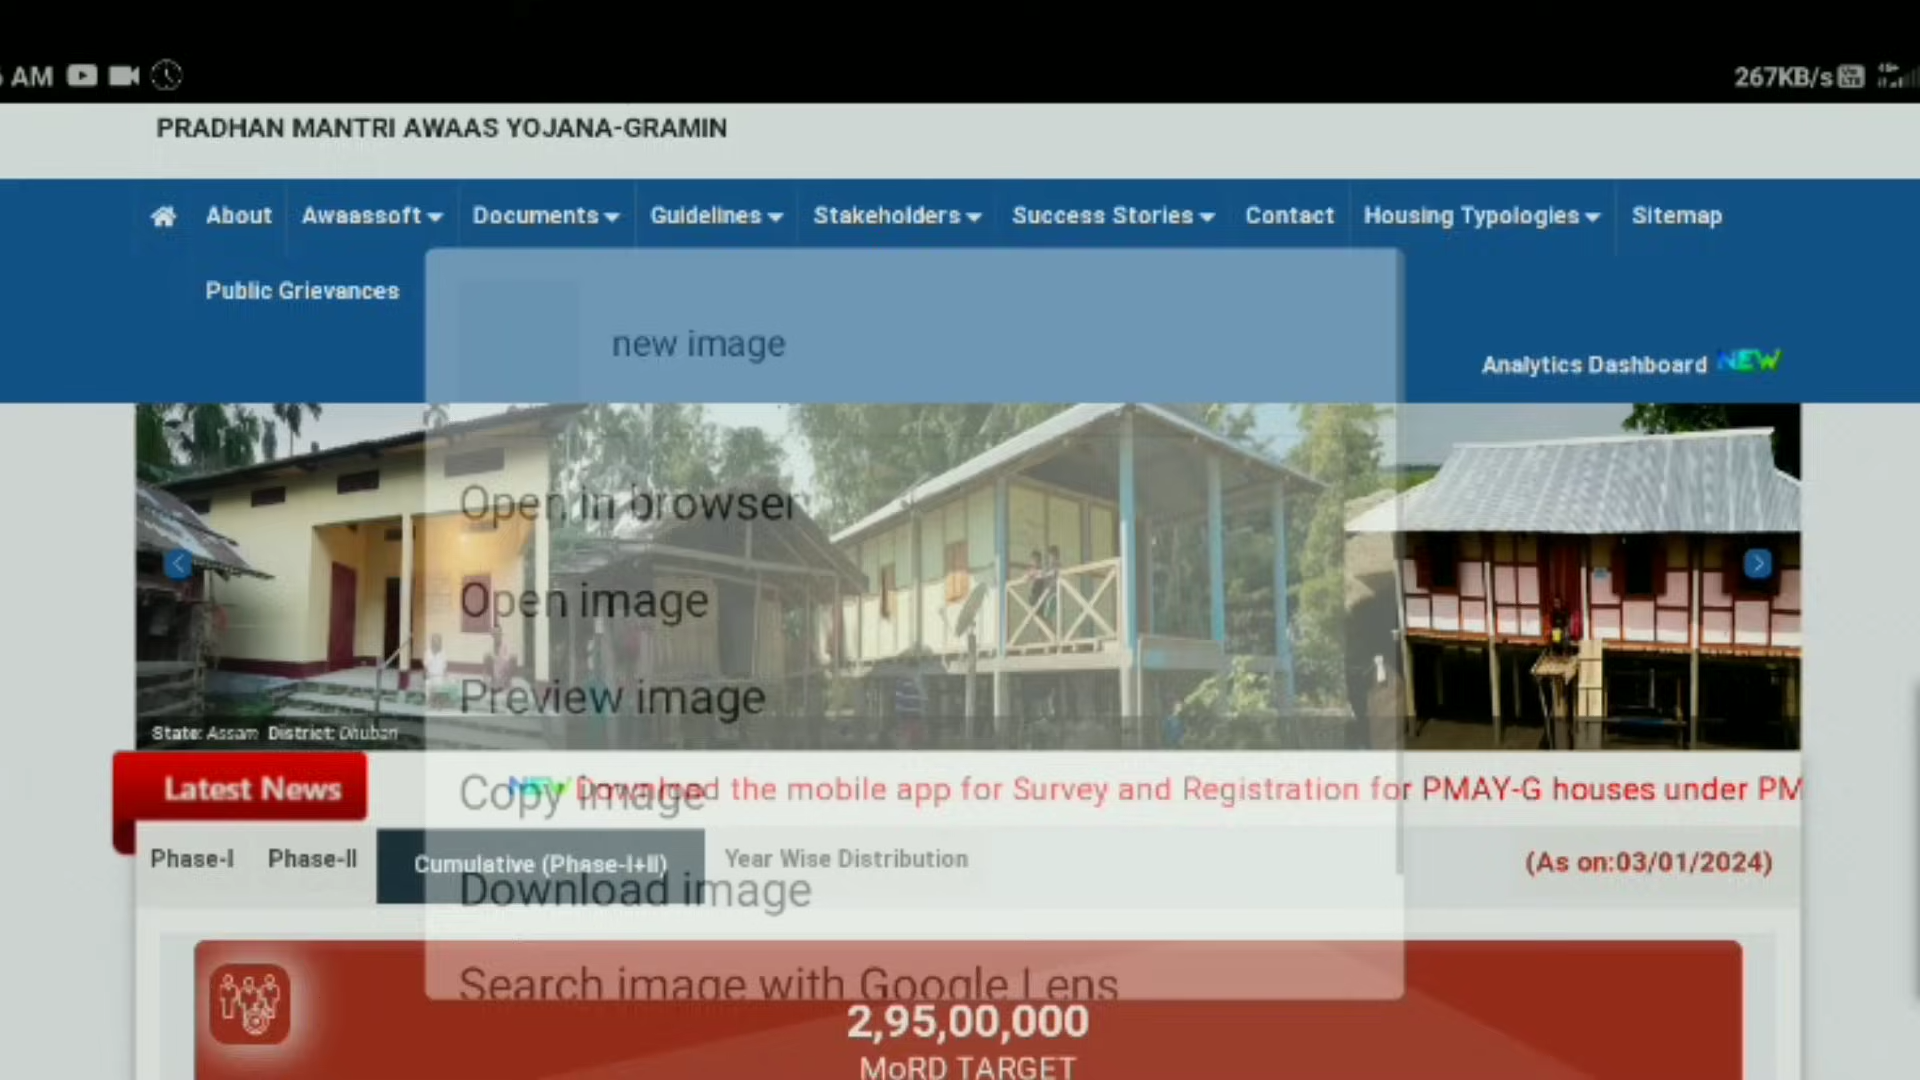 AM
267KB/s
PRADHAN MANTRI AWAAS YOJANA-GRAMIN
About Awaassoft Documents Guidelines Stakeholders Success Stories Contact Housing Typologies Sitemap
Public Grievances
new image
Analytics Dashboard NEW
Open in browser
Open image
Preview image
State: Assam District: Dhubri
Latest News
NEW Download the mobile app for Survey and Registration for PMAY-G houses under PM
Copy image
Phase-I Phase-II Cumulative (Phase-I+II) Year Wise Distribution (As on:03/01/2024)
Download image
Search image with Google Lens
2,95,00,000
MoRD TARGET